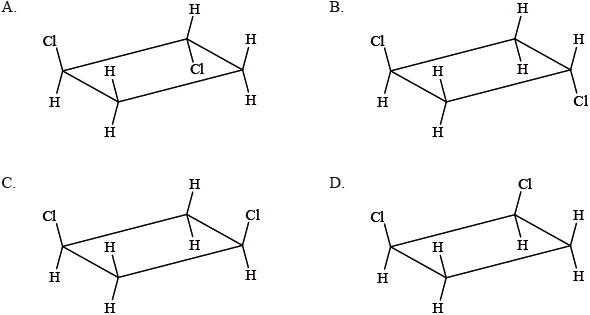 A. H B. H
Cl H Cl H
H Cl H H
H H H H
H H Cl
C. H D. Cl
Cl Cl Cl H
H H H H
H H H H
H H